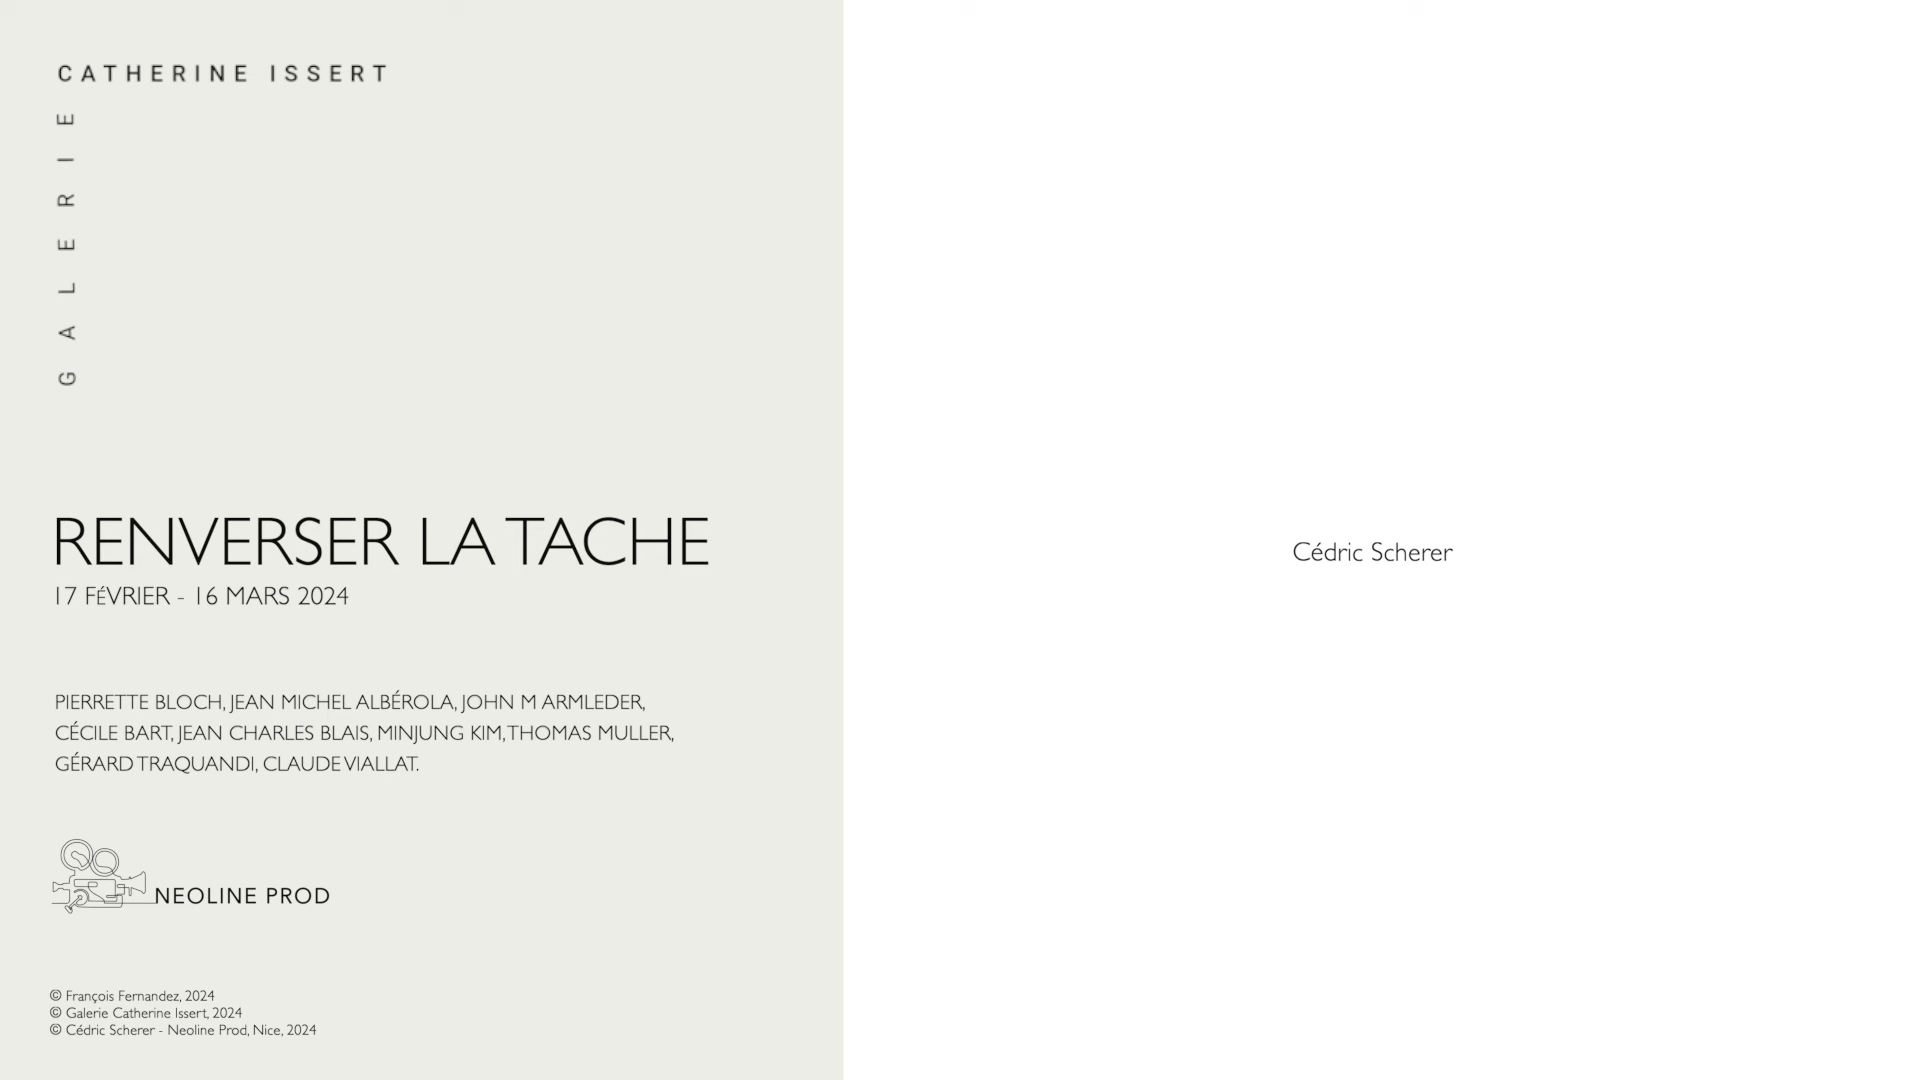 CATHERINE ISSERT
GALERIE
RENVERSER LA TACHE
17 FÉVRIER - 16 MARS 2024
PIERRETTE BLOCH, JEAN MICHEL ALBÉROLA, JOHN M ARMLEDER,
CÉCILE BART, JEAN CHARLES BLAIS, MINJUNG KIM, THOMAS MULLER,
GÉRARD TRAQUANDI, CLAUDE VIALLAT.
NEOLINE PROD
© François Fernandez, 2024
© Galerie Catherine Issert, 2024
© Cédric Scherer - Neoline Prod, Nice, 2024
Cédric Scherer